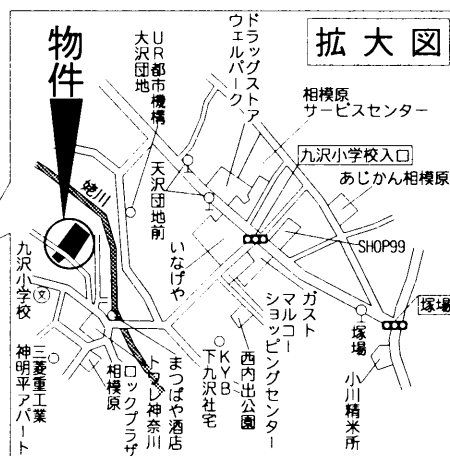 拡大図
物件
UR都市機構
大沢団地
ドラッグストア
ウェルパーク
相模原
サービスセンター
九沢小学校入口
あじかん相模原
天沢団地前
姥川
いなげや
SHOP99
塚場
塚場
ガスト
マルコー
ショッピングセンター
小川精米所
西内出公園
KYB
下九沢社宅
まつばや酒店
トワレ神奈川
ロックプラザ
相模原
九沢小学校
文
三菱重工業
神明平アパート